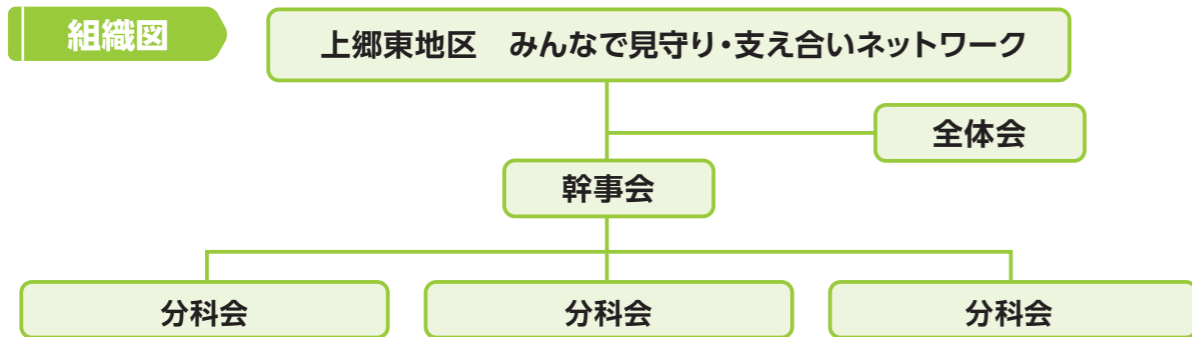 組織図
上郷東地区　みんなで見守り・支え合いネットワーク
全体会
幹事会
分科会
分科会
分科会